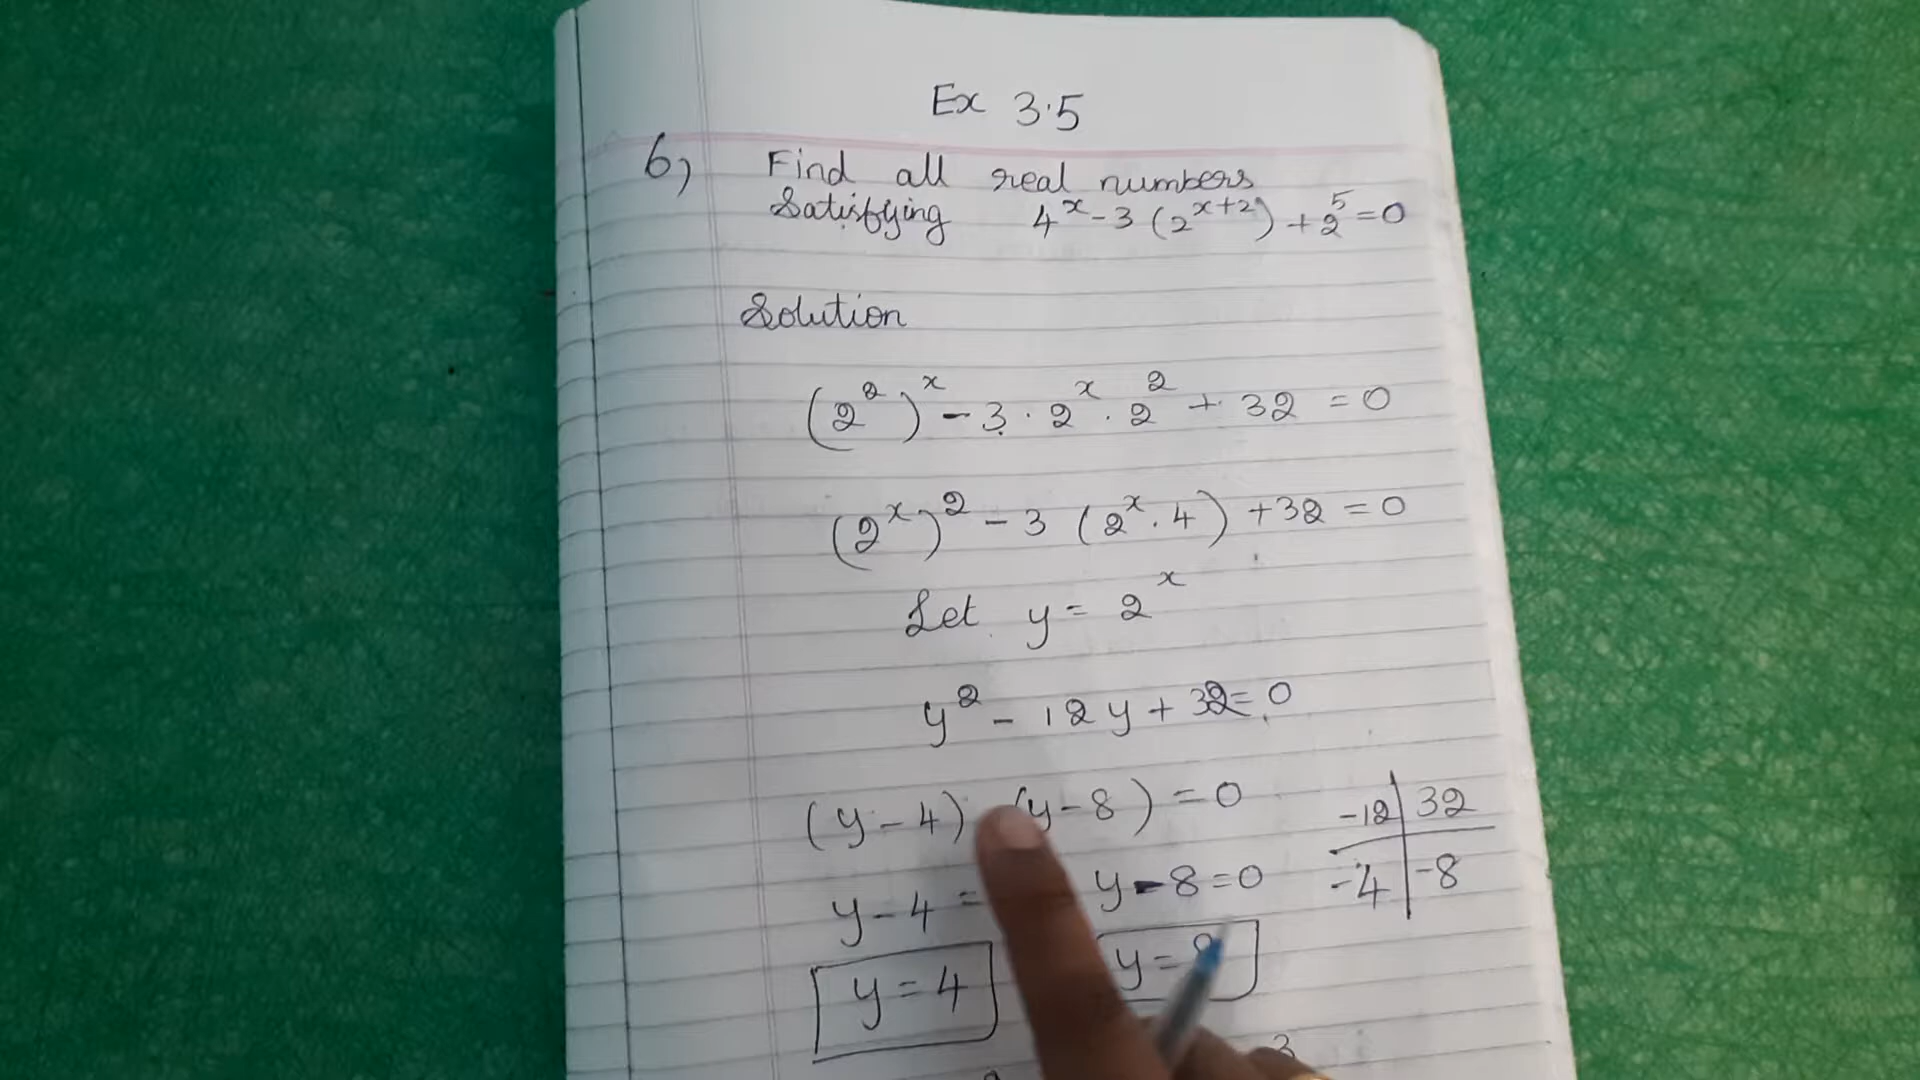 Ex 3.5
6) Find all real numbers
Satisfying 4^x - 3 (2^{x+2}) + 2^5 = 0
Solution
(2^2)^x - 3 · 2^x · 2^2 + 32 = 0
(2^x)^2 - 3 (2^x · 4) + 32 = 0
Let y = 2^x
y^2 - 12y + 32 = 0
(y - 4) (y - 8) = 0
-12 | 32
y - 4 = y - 8 = 0
-4 | -8
y = 4 y =
3